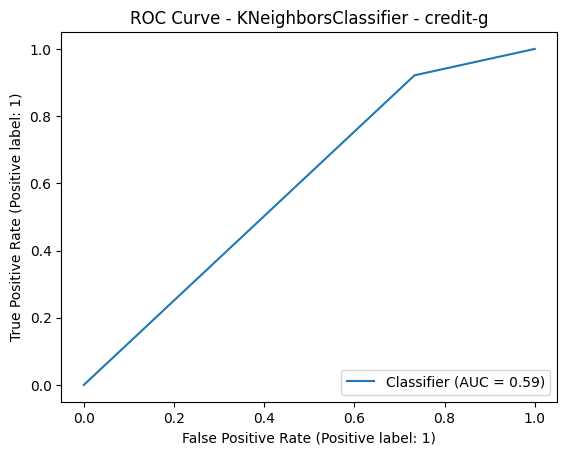 ROC Curve - KNeighborsClassifier - credit-g
True Positive Rate (Positive label: 1)
1.0
0.8
0.6
0.4
0.2
0.0
Classifier (AUC = 0.59)
0.0 0.2 0.4 0.6 0.8 1.0
False Positive Rate (Positive label: 1)